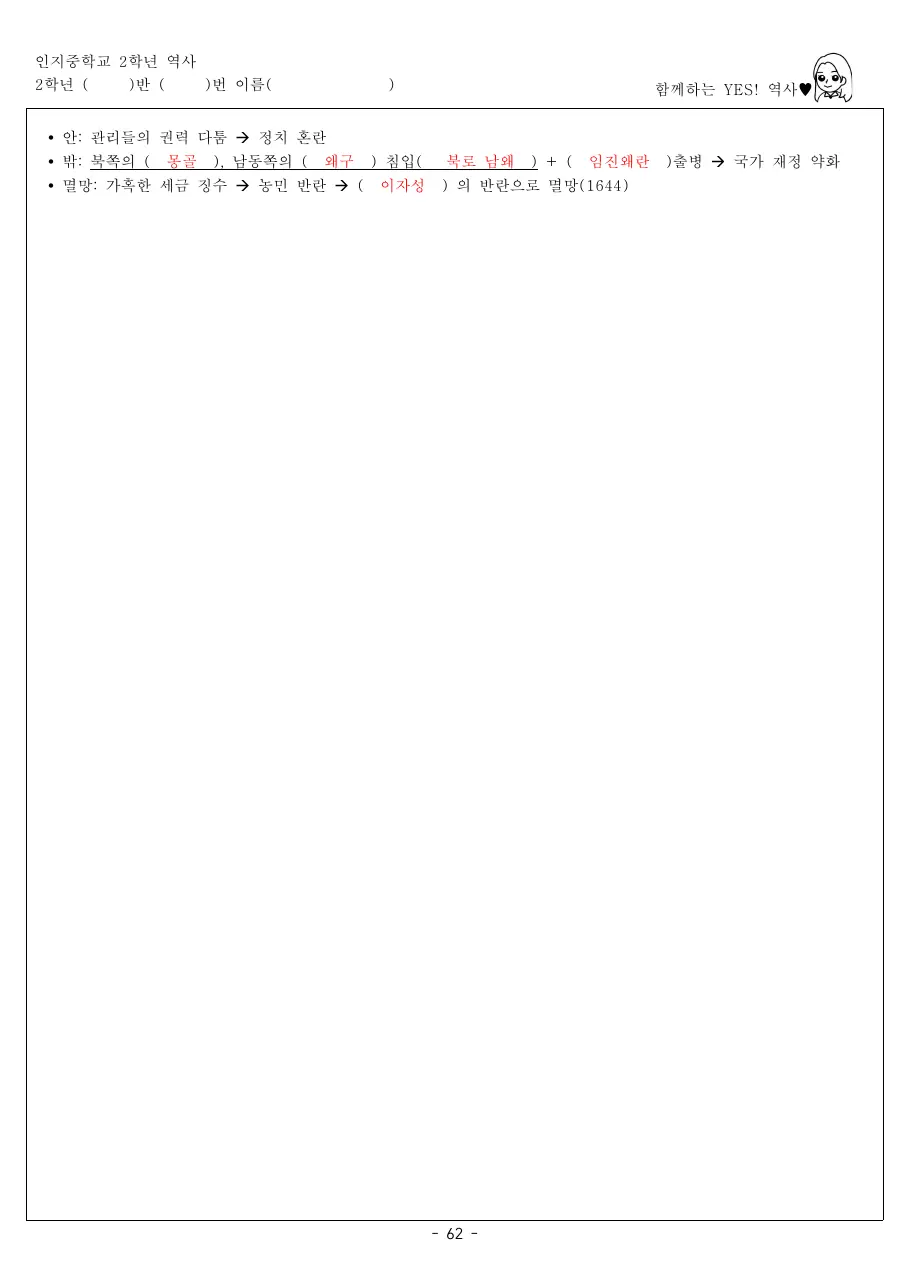 인지중학교 2학년 역사
2학년 (     )반 (     )번 이름(               )
함께하는 YES! 역사♥
• 안: 관리들의 권력 다툼 → 정치 혼란
• 밖: 북쪽의 (  몽골  ), 남동쪽의 (  왜구  ) 침입(   북로 남왜  ) + (  임진왜란  )출병 → 국가 재정 약화
• 멸망: 가혹한 세금 징수 → 농민 반란 → (  이자성  ) 의 반란으로 멸망(1644)
- 62 -